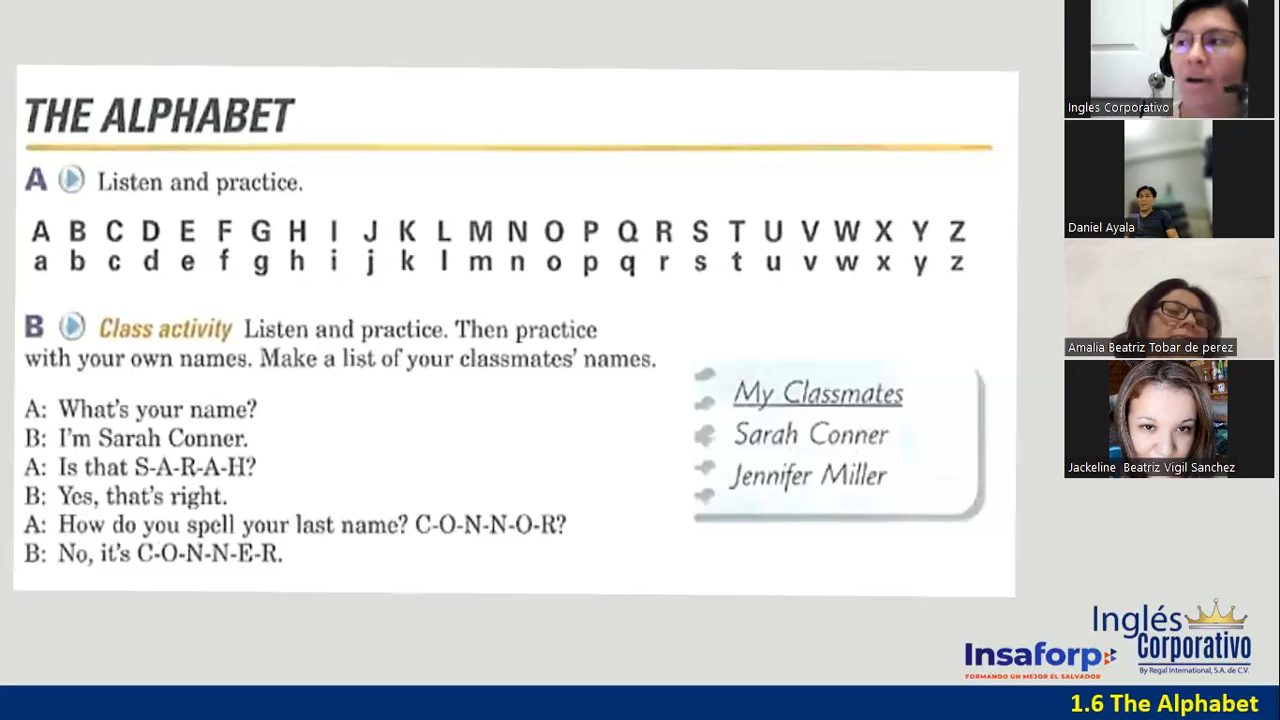 THE ALPHABET
A Listen and practice.
A B C D E F G H I J K L M N O P Q R S T U V W X Y Z
a b c d e f g h i j k l m n o p q r s t u v w x y z
B Class activity Listen and practice. Then practice
with your own names. Make a list of your classmates' names.
A: What's your name?
B: I'm Sarah Conner.
A: Is that S-A-R-A-H?
B: Yes, that's right.
A: How do you spell your last name? C-O-N-N-O-R?
B: No, it's C-O-N-N-E-R.
My Classmates
Sarah Conner
Jennifer Miller
Ingles Corporativo
Daniel Ayala
Amalia Beatriz Tobar de perez
Jackeline Beatriz Vigil Sanchez
Insaforp
FORMANDO UN MEJOR EL SALVADOR
Inglés
Corporativo
By Regal International, S.A. de C.V.
1.6 The Alphabet